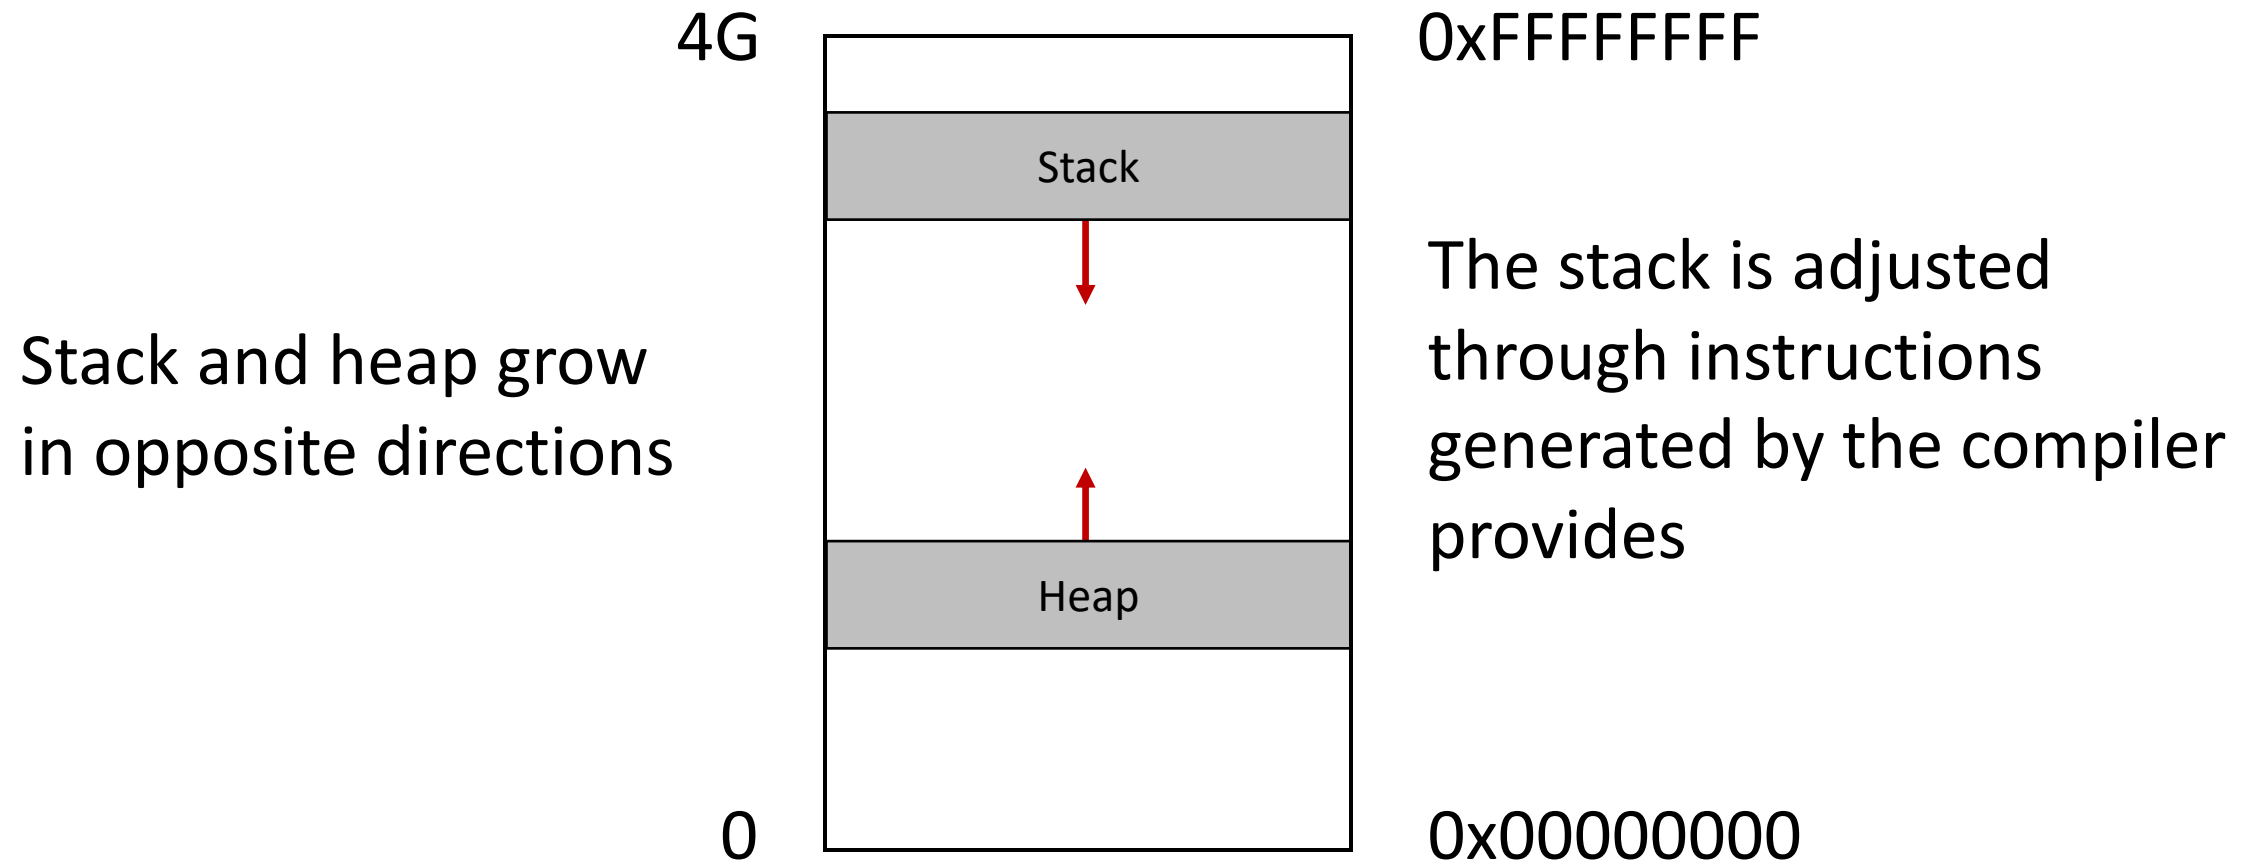 4G
0xFFFFFFFF
Stack
Stack and heap grow
in opposite directions
The stack is adjusted
through instructions
generated by the compiler
provides
Heap
0
0x00000000